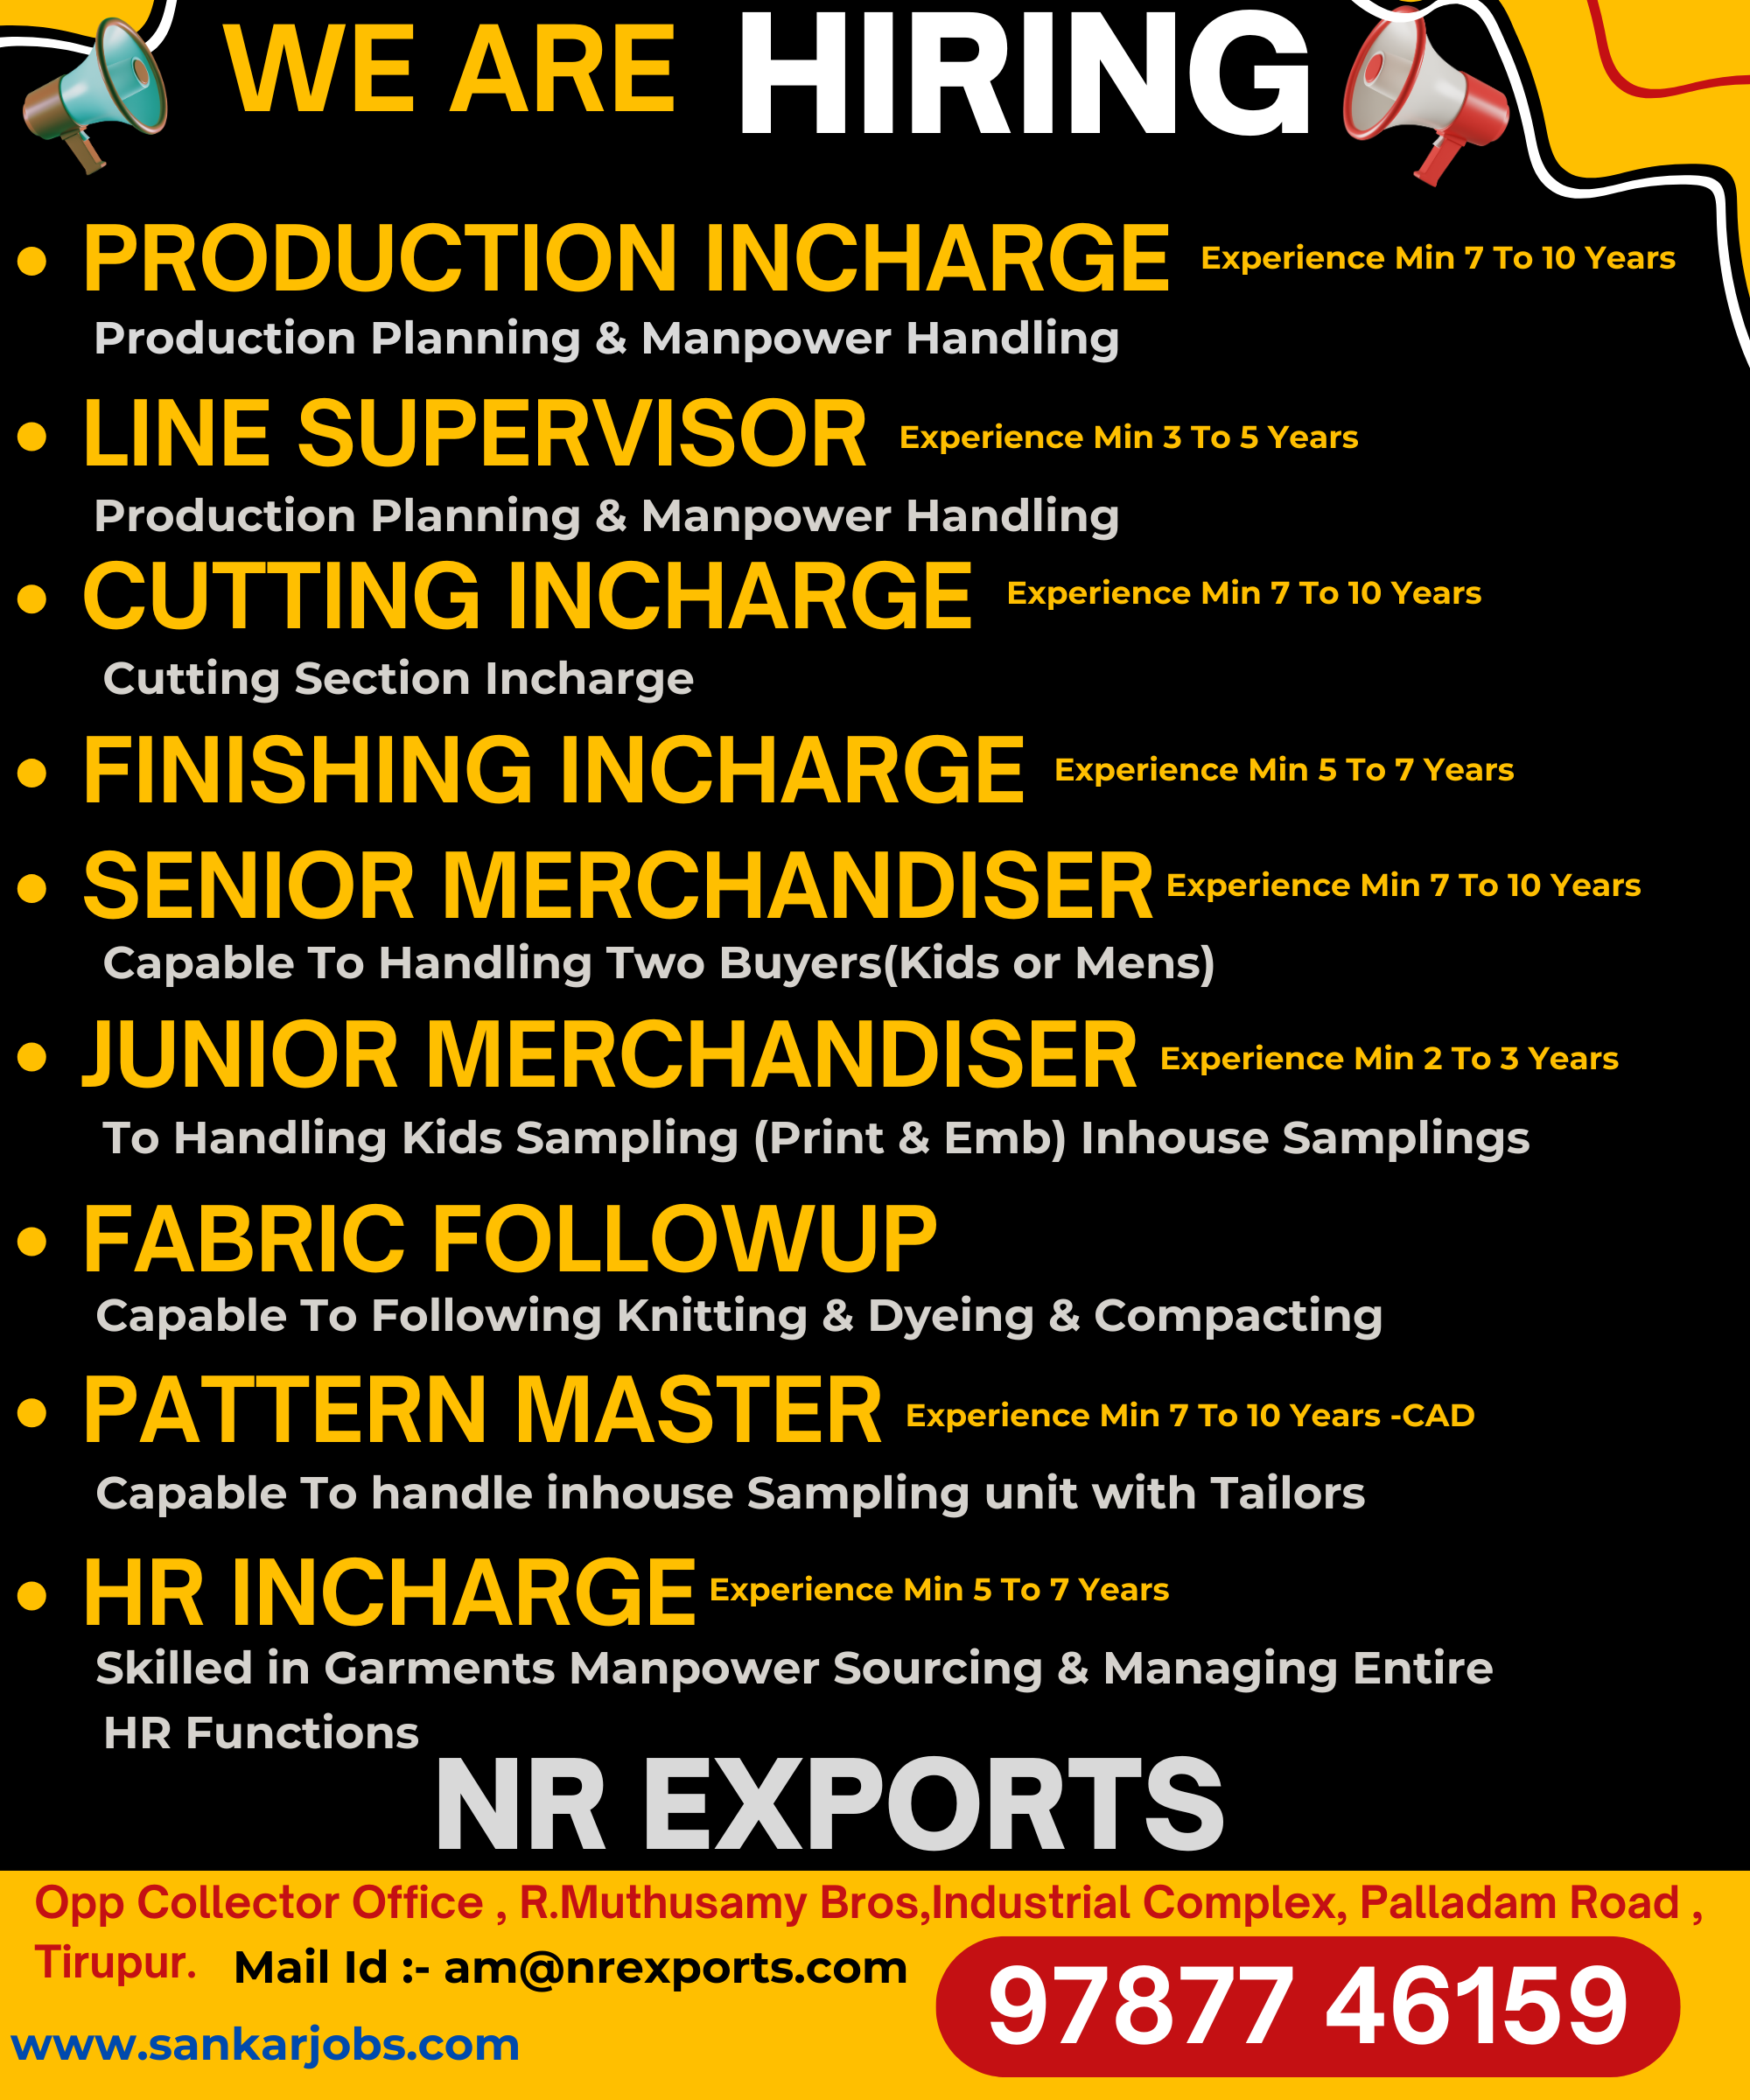 WE ARE HIRING
• PRODUCTION INCHARGE Experience Min 7 To 10 Years
Production Planning & Manpower Handling
• LINE SUPERVISOR Experience Min 3 To 5 Years
Production Planning & Manpower Handling
• CUTTING INCHARGE Experience Min 7 To 10 Years
Cutting Section Incharge
• FINISHING INCHARGE Experience Min 5 To 7 Years
• SENIOR MERCHANDISER Experience Min 7 To 10 Years
Capable To Handling Two Buyers(Kids or Mens)
• JUNIOR MERCHANDISER Experience Min 2 To 3 Years
To Handling Kids Sampling (Print & Emb) Inhouse Samplings
• FABRIC FOLLOWUP
Capable To Following Knitting & Dyeing & Compacting
• PATTERN MASTER Experience Min 7 To 10 Years -CAD
Capable To handle inhouse Sampling unit with Tailors
• HR INCHARGE Experience Min 5 To 7 Years
Skilled in Garments Manpower Sourcing & Managing Entire
HR Functions
NR EXPORTS
Opp Collector Office , R.Muthusamy Bros,Industrial Complex, Palladam Road ,
Tirupur. Mail Id :- am@nrexports.com
97877 46159
www.sankarjobs.com